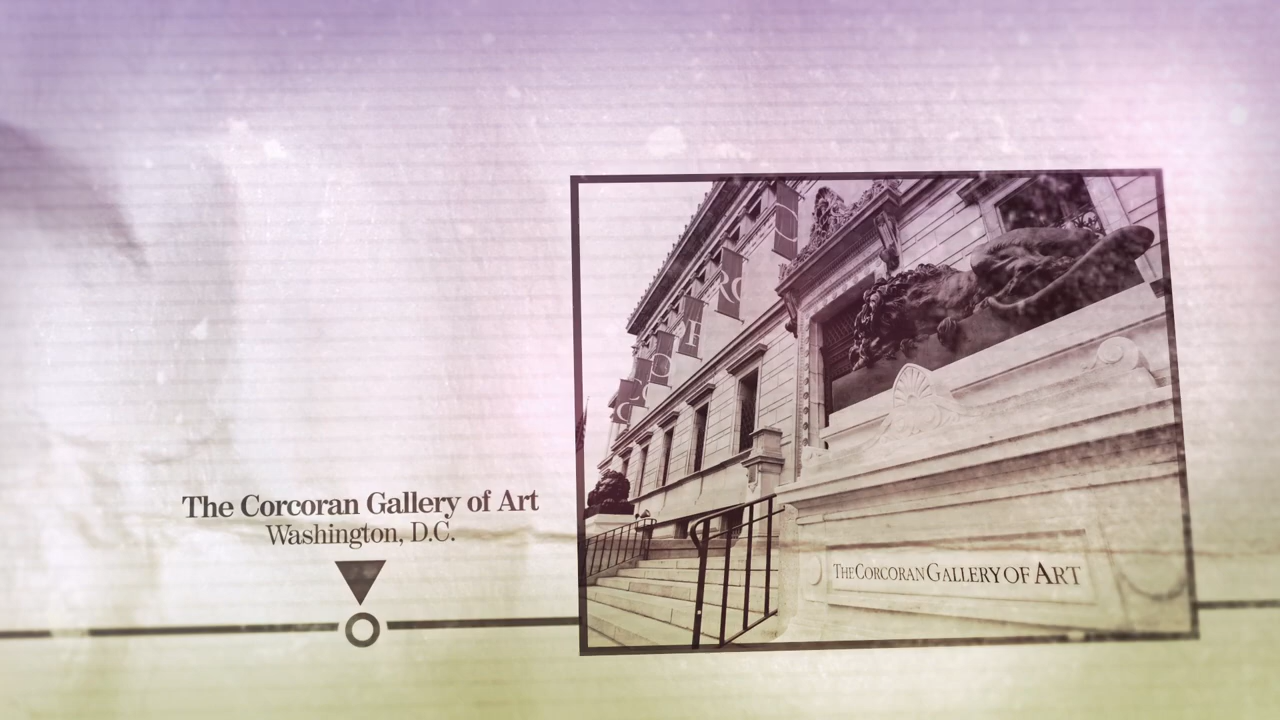 The Corcoran Gallery of Art
Washington, D.C.
THE CORCORAN GALLERY OF ART